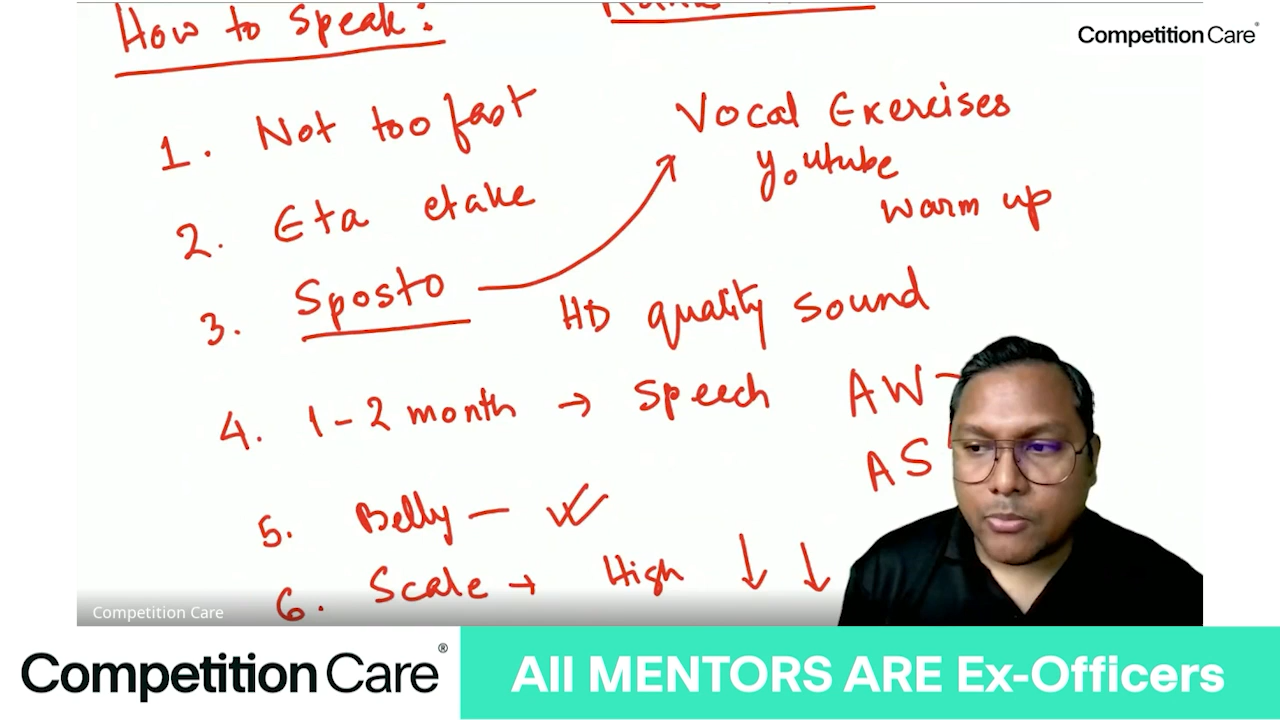 How to Speak :
Competition Care®
1. Not too fast
Vocal Exercises
youtube
warm up
2. Eta etake
3. Sposto
HD quality sound
4. 1-2 month → Speech
AW
AS
5. Belly —
6. Scale → High ↓ ↓
Competition Care
Competition Care®
All MENTORS ARE Ex-Officers